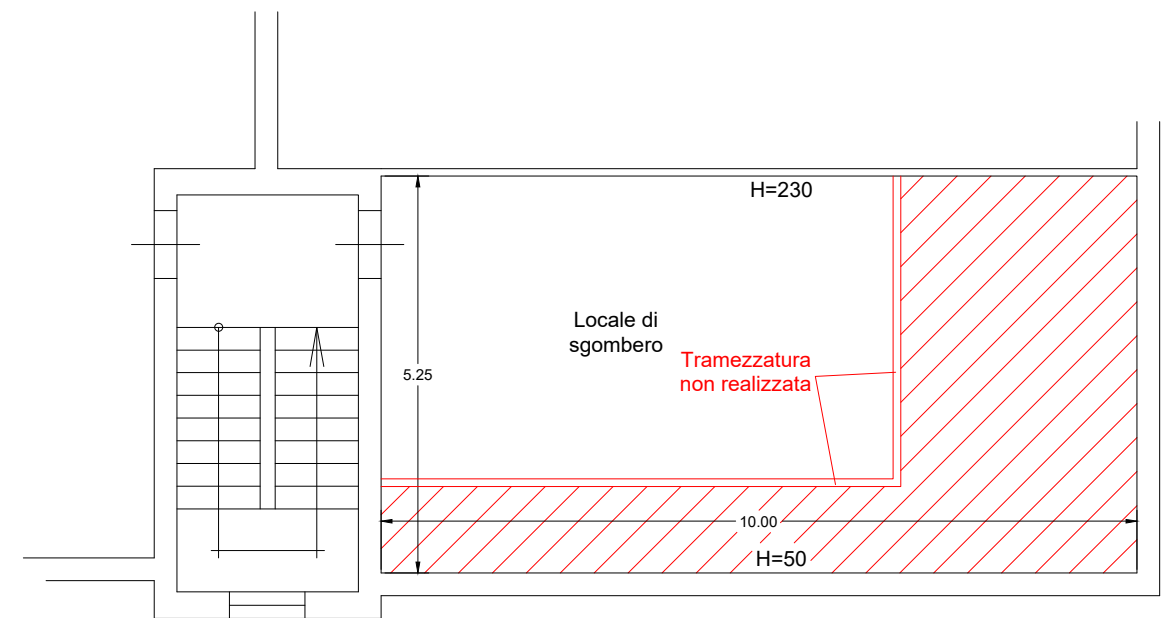 H=230
Locale di
sgombero
Tramezzatura
non realizzata
5.25
10.00
H=50